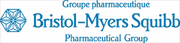 Groupe pharmaceutique
Bristol-Myers Squibb
Pharmaceutical Group